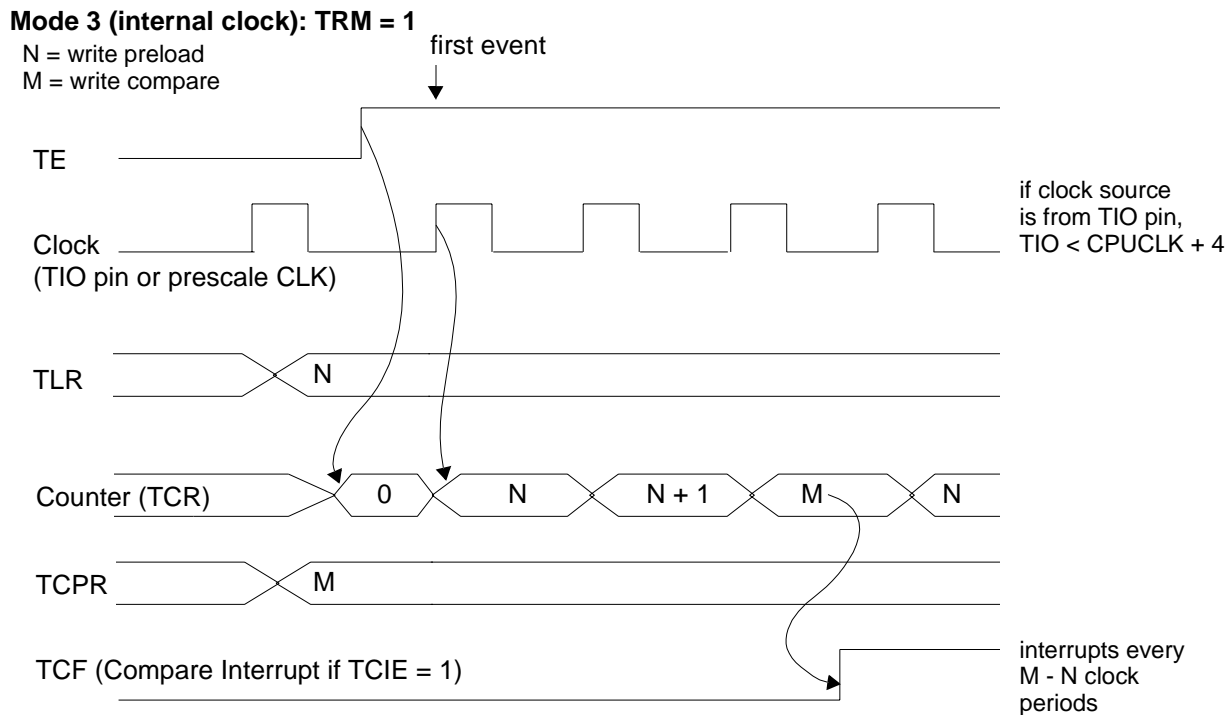 Mode 3 (internal clock): TRM = 1
N = write preload
M = write compare
first event
TE
if clock source
is from TIO pin,
TIO < CPUCLK + 4
Clock
(TIO pin or prescale CLK)
TLR
N
Counter (TCR)
0
N
N + 1
M
N
TCPR
M
TCF (Compare Interrupt if TCIE = 1)
interrupts every
M - N clock
periods